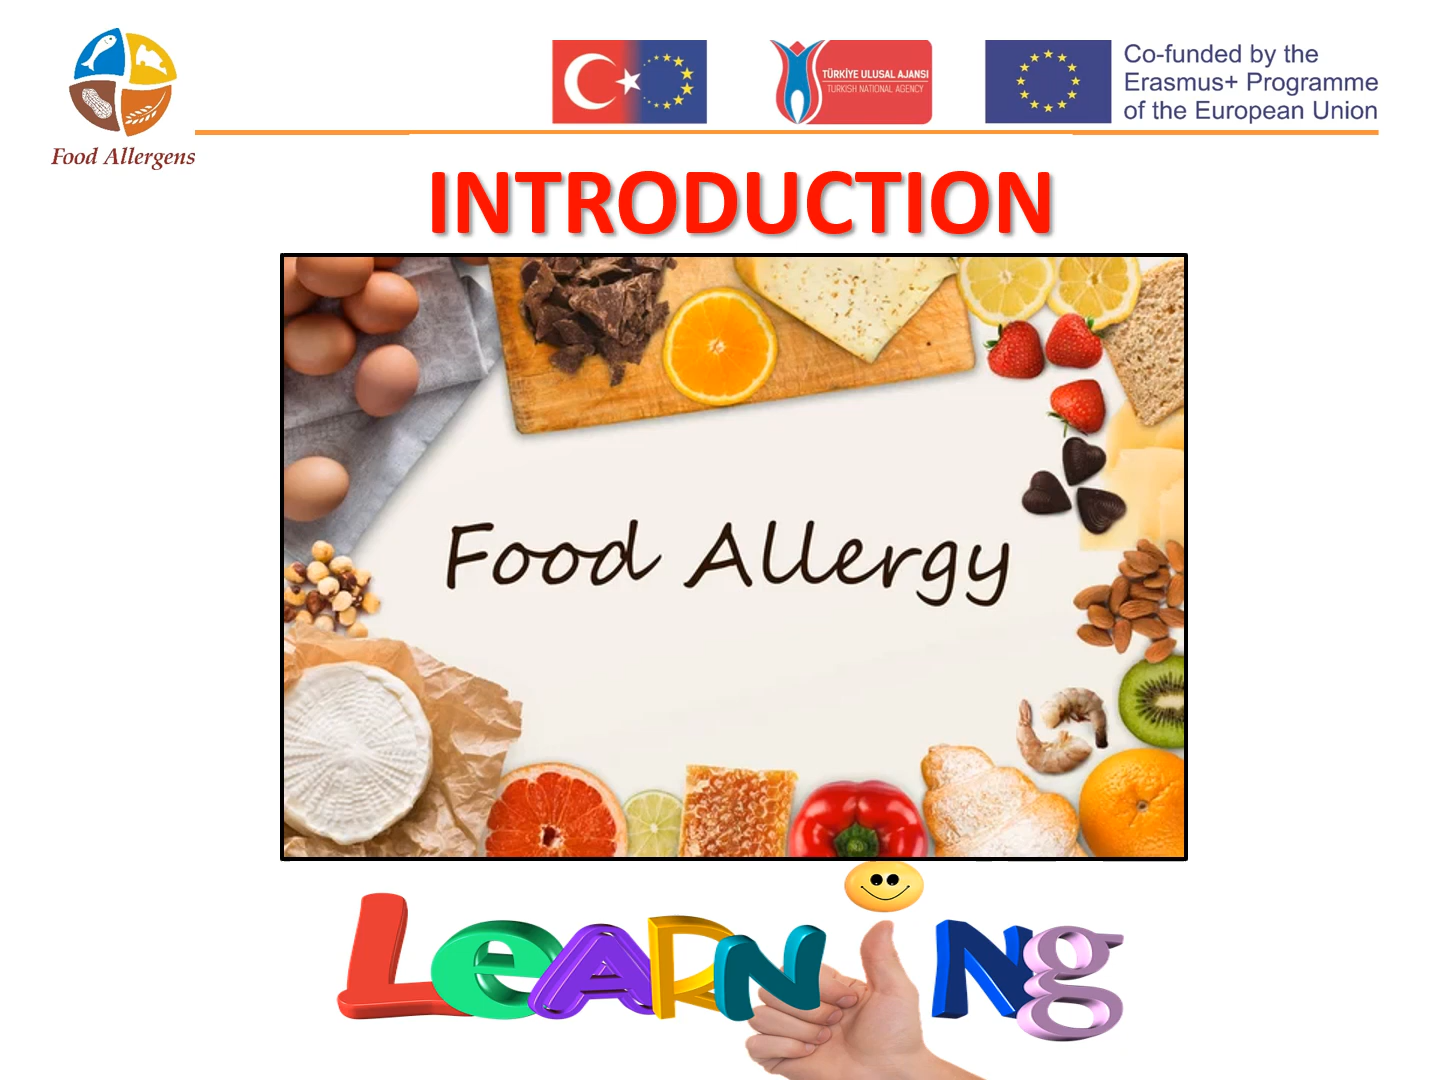 Food Allergens
TÜRKİYE ULUSAL AJANSI
TURKISH NATIONAL AGENCY
Co-funded by the
Erasmus+ Programme
of the European Union
INTRODUCTION
Food Allergy
LeARNiNg